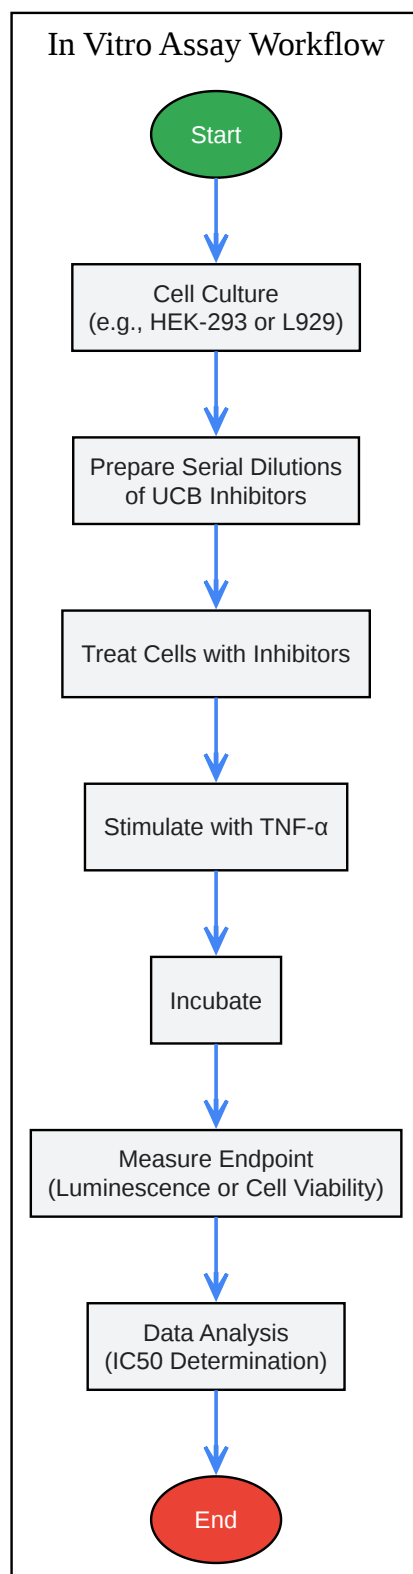 In Vitro Assay Workflow
Start
Cell Culture
(e.g., HEK-293 or L929)
Prepare Serial Dilutions
of UCB Inhibitors
Treat Cells with Inhibitors
Stimulate with TNF-α
Incubate
Measure Endpoint
(Luminescence or Cell Viability)
Data Analysis
(IC50 Determination)
End